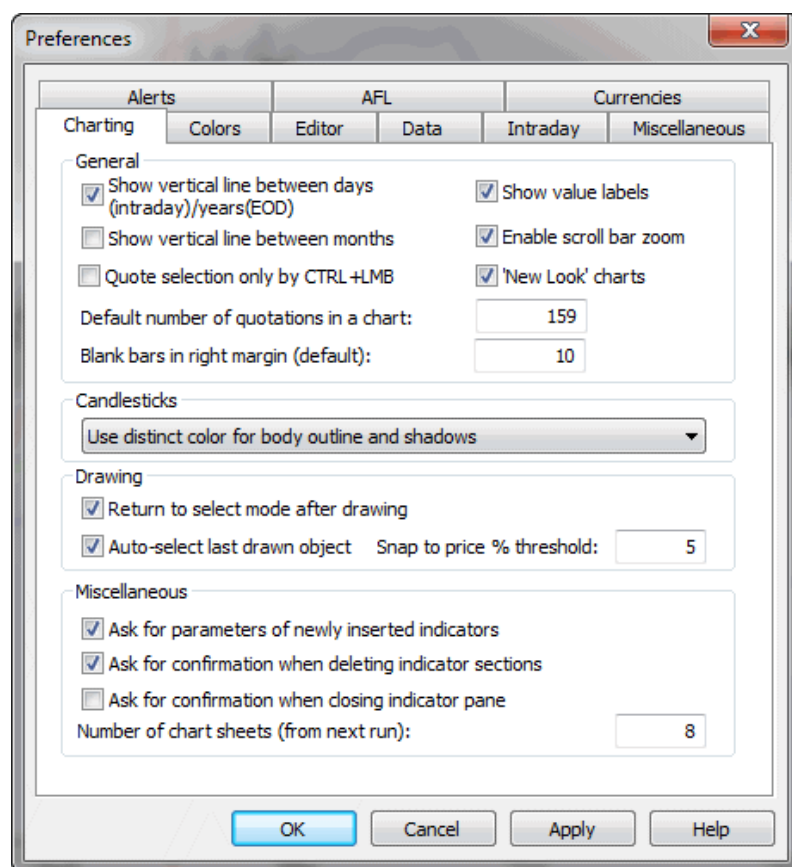 Preferences
Alerts AFL Currencies
Charting Colors Editor Data Intraday Miscellaneous
General
Show vertical line between days
(intraday)/years(EOD)
Show value labels
Show vertical line between months
Enable scroll bar zoom
Quote selection only by CTRL+LMB
'New Look' charts
Default number of quotations in a chart: 159
Blank bars in right margin (default): 10
Candlesticks
Use distinct color for body outline and shadows
Drawing
Return to select mode after drawing
Auto-select last drawn object Snap to price % threshold: 5
Miscellaneous
Ask for parameters of newly inserted indicators
Ask for confirmation when deleting indicator sections
Ask for confirmation when closing indicator pane
Number of chart sheets (from next run): 8
OK Cancel Apply Help